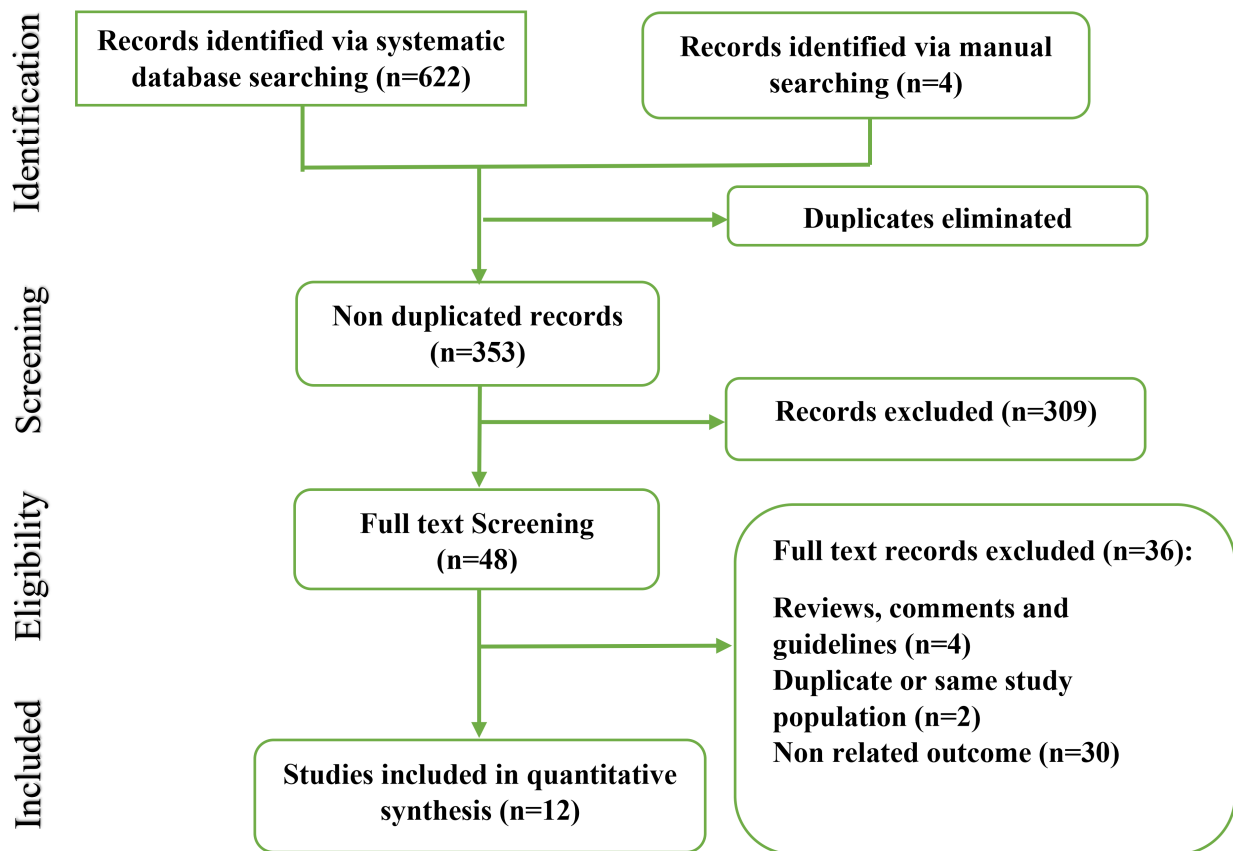 Identification
Records identified via systematic
database searching (n=622)
Records identified via manual
searching (n=4)
Duplicates eliminated
Screening
Non duplicated records
(n=353)
Records excluded (n=309)
Eligibility
Full text Screening
(n=48)
Full text records excluded (n=36):
Reviews, comments and
guidelines (n=4)
Duplicate or same study
population (n=2)
Non related outcome (n=30)
Included
Studies included in quantitative
synthesis (n=12)